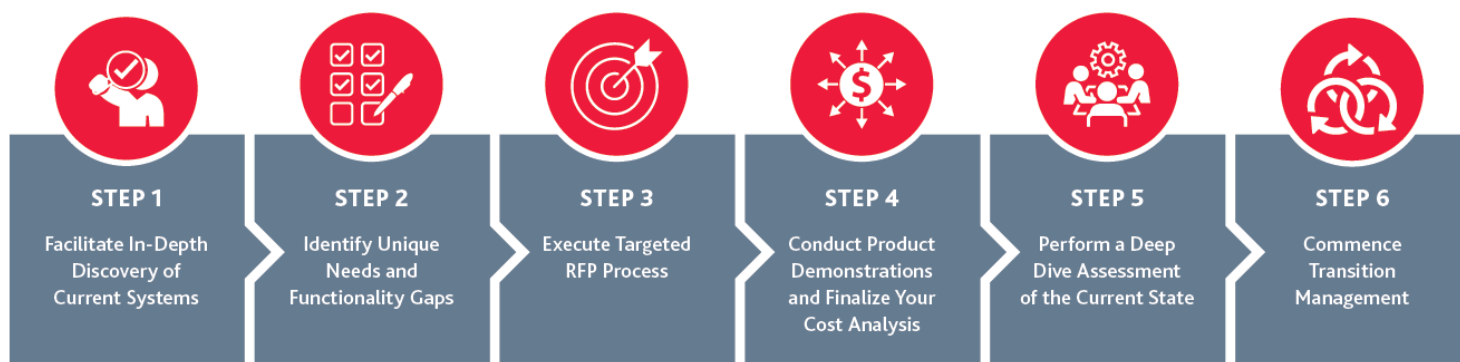 STEP 1
Facilitate In-Depth
Discovery of
Current Systems
STEP 2
Identify Unique
Needs and
Functionality Gaps
STEP 3
Execute Targeted
RFP Process
STEP 4
Conduct Product
Demonstrations
and Finalize Your
Cost Analysis
STEP 5
Perform a Deep
Dive Assessment
of the Current State
STEP 6
Commence
Transition
Management